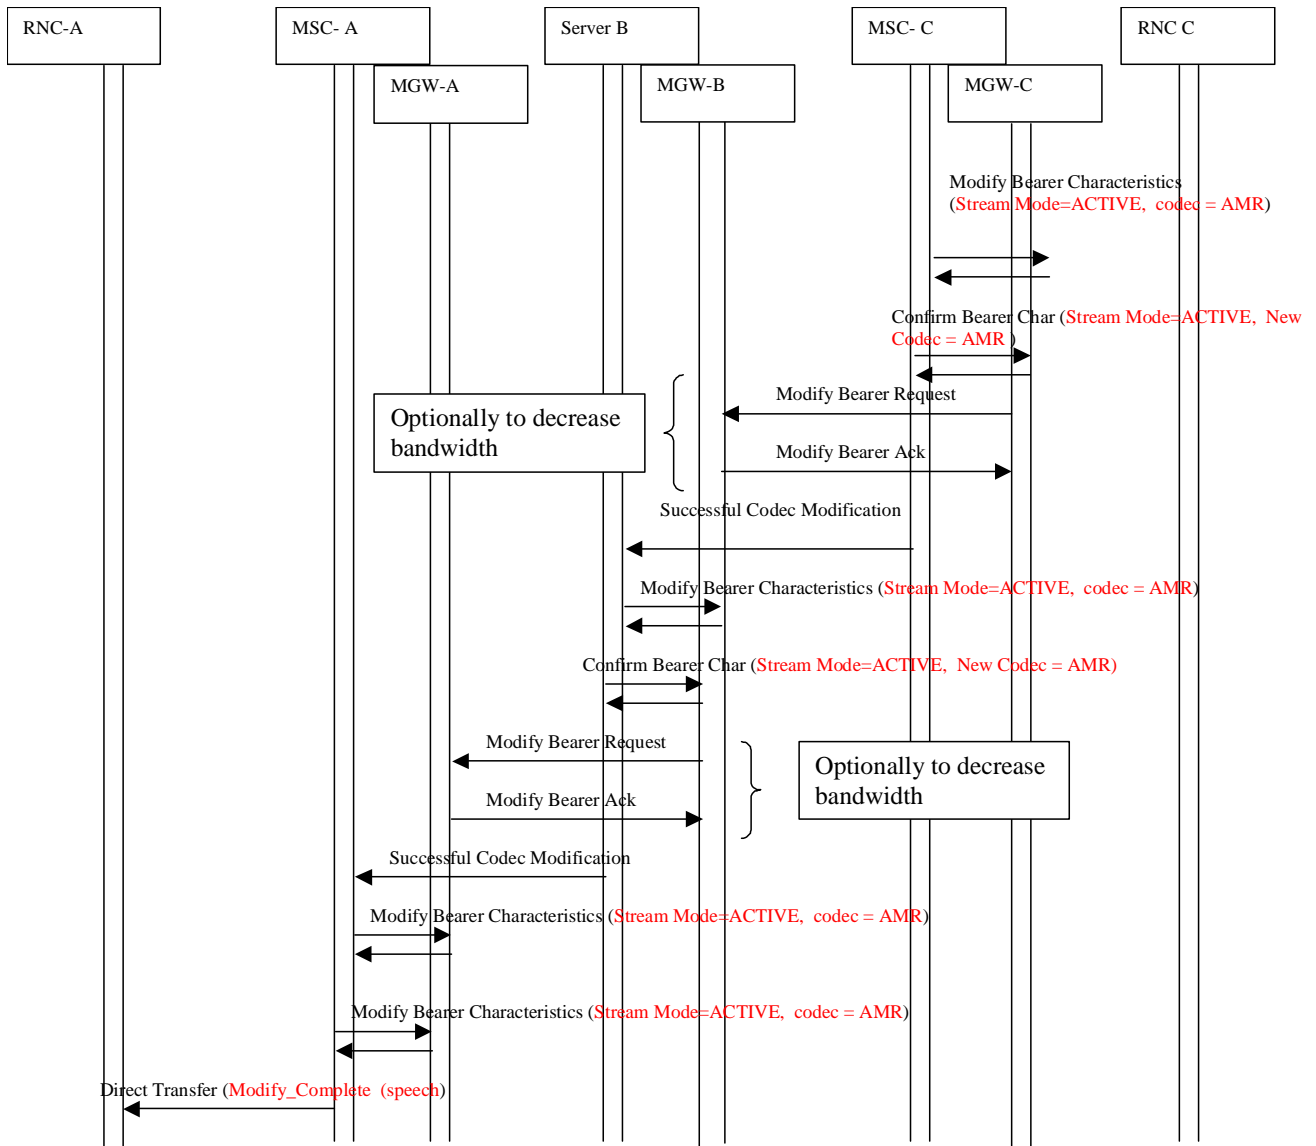 RNC-A
MSC- A
Server B
MSC- C
RNC C
MGW-A
MGW-B
MGW-C
Modify Bearer Characteristics
(Stream Mode=ACTIVE, codec = AMR)
Confirm Bearer Char (Stream Mode=ACTIVE, New
Codec = AMR )
Modify Bearer Request
Optionally to decrease
bandwidth
Modify Bearer Ack
Successful Codec Modification
Modify Bearer Characteristics (Stream Mode=ACTIVE, codec = AMR)
Confirm Bearer Char (Stream Mode=ACTIVE, New Codec = AMR)
Modify Bearer Request
Optionally to decrease
bandwidth
Modify Bearer Ack
Successful Codec Modification
Modify Bearer Characteristics (Stream Mode=ACTIVE, codec = AMR)
Modify Bearer Characteristics (Stream Mode=ACTIVE, codec = AMR)
Direct Transfer (Modify_Complete (speech)